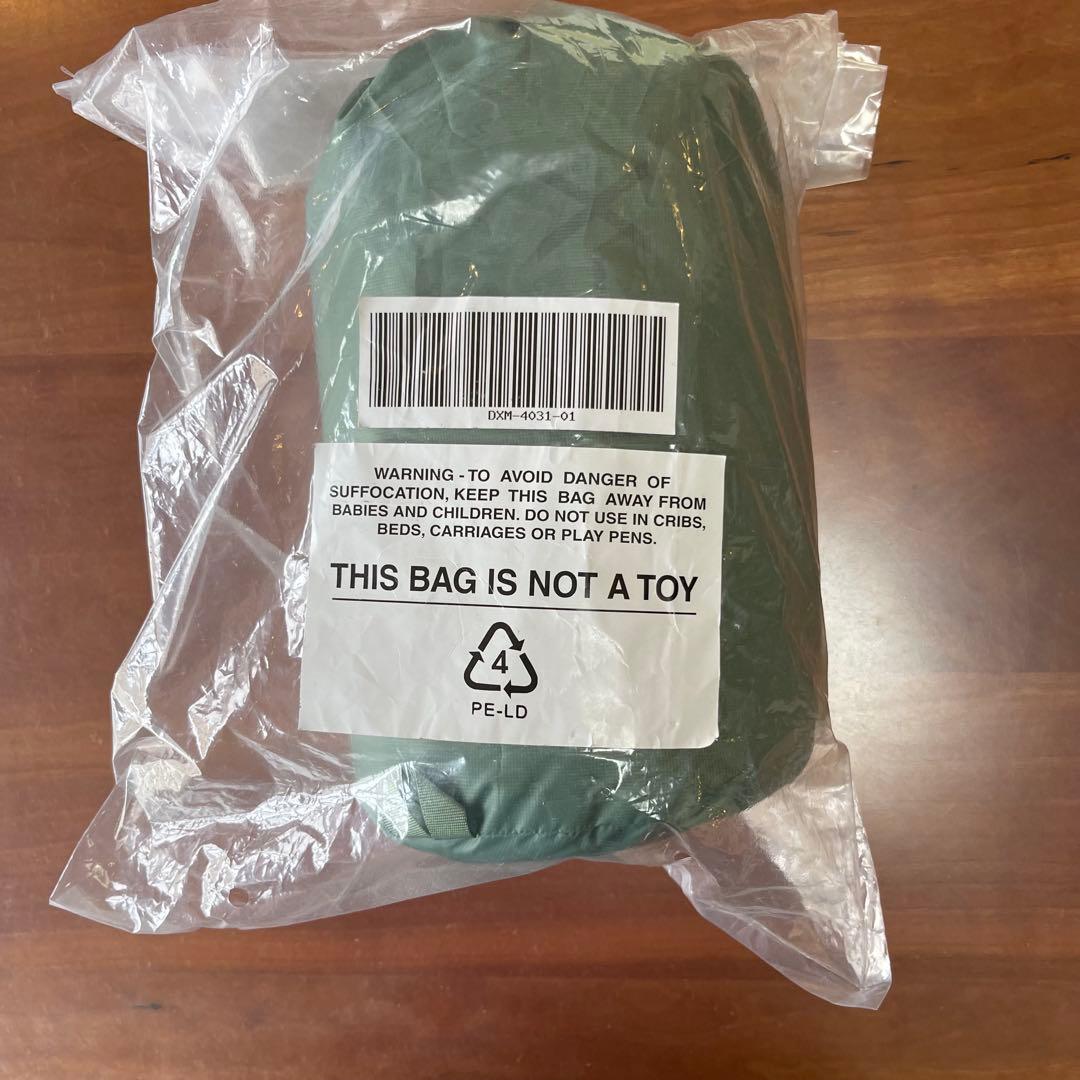 DXM-4031-01
WARNING - TO AVOID DANGER OF
SUFFOCATION, KEEP THIS BAG AWAY FROM
BABIES AND CHILDREN. DO NOT USE IN CRIBS,
BEDS, CARRIAGES OR PLAY PENS.
THIS BAG IS NOT A TOY
4
PE-LD